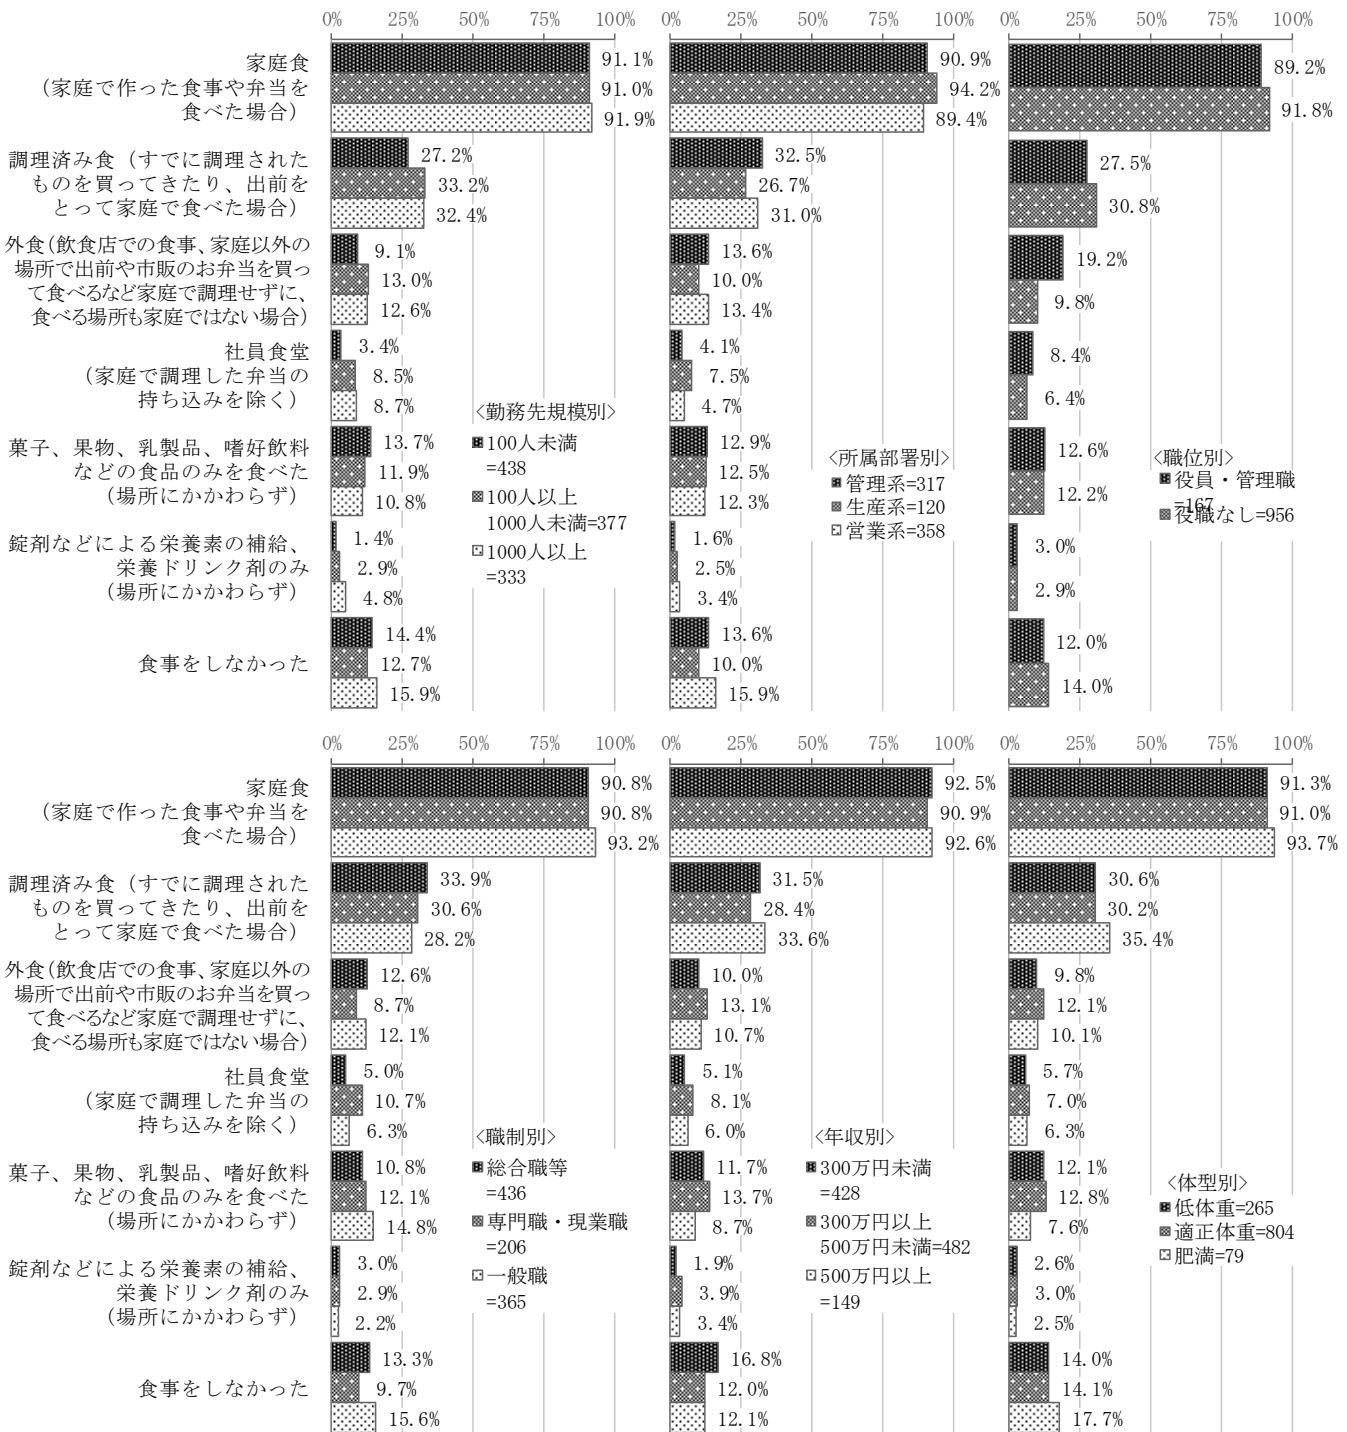 0% 25% 50% 75% 100% 0% 25% 50% 75% 100% 0% 25% 50% 75% 100%
家庭食
（家庭で作った食事や弁当を
食べた場合）
91.1%
91.0%
91.9%
90.9%
94.2%
89.4%
89.2%
91.8%
調理済み食（すでに調理された
ものを買ってきたり、出前を
とって家庭で食べた場合）
27.2%
33.2%
32.4%
32.5%
26.7%
31.0%
27.5%
30.8%
外食（飲食店での食事、家庭以外の
場所で出前や市販のお弁当を買っ
て食べるなど家庭で調理せずに、
食べる場所も家庭ではない場合）
9.1%
13.0%
12.6%
13.6%
10.0%
13.4%
19.2%
9.8%
社員食堂
（家庭で調理した弁当の
持ち込みを除く）
3.4%
8.5%
8.7%
4.1%
7.5%
4.7%
8.4%
6.4%
菓子、果物、乳製品、嗜好飲料
などの食品のみを食べた
（場所にかかわらず）
13.7%
11.9%
10.8%
12.9%
12.5%
12.3%
12.6%
12.2%
錠剤などによる栄養素の補給、
栄養ドリンク剤のみ
（場所にかかわらず）
1.4%
2.9%
4.8%
1.6%
2.5%
3.4%
3.0%
2.9%
食事をしなかった
14.4%
12.7%
15.9%
13.6%
10.0%
15.9%
12.0%
14.0%
<勤務先規模別>
100人未満
=438
100人以上
1000人未満=377
1000人以上
=333
<所属部署別>
管理系=317
生産系=120
営業系=358
<職位別>
役員・管理職
=167
役職なし=956
0% 25% 50% 75% 100% 0% 25% 50% 75% 100% 0% 25% 50% 75% 100%
家庭食
（家庭で作った食事や弁当を
食べた場合）
90.8%
90.8%
93.2%
92.5%
90.9%
92.6%
91.3%
91.0%
93.7%
調理済み食（すでに調理された
ものを買ってきたり、出前を
とって家庭で食べた場合）
33.9%
30.6%
28.2%
31.5%
28.4%
33.6%
30.6%
30.2%
35.4%
外食（飲食店での食事、家庭以外の
場所で出前や市販のお弁当を買っ
て食べるなど家庭で調理せずに、
食べる場所も家庭ではない場合）
12.6%
8.7%
12.1%
10.0%
13.1%
10.7%
9.8%
12.1%
10.1%
社員食堂
（家庭で調理した弁当の
持ち込みを除く）
5.0%
10.7%
6.3%
5.1%
8.1%
6.0%
5.7%
7.0%
6.3%
菓子、果物、乳製品、嗜好飲料
などの食品のみを食べた
（場所にかかわらず）
10.8%
12.1%
14.8%
11.7%
13.7%
8.7%
12.1%
12.8%
7.6%
錠剤などによる栄養素の補給、
栄養ドリンク剤のみ
（場所にかかわらず）
3.0%
2.9%
2.2%
1.9%
3.9%
3.4%
2.6%
3.0%
2.5%
食事をしなかった
13.3%
9.7%
15.6%
16.8%
12.0%
12.1%
14.0%
14.1%
17.7%
<職制別>
総合職等
=436
専門職・現業職
=206
一般職
=365
<年収別>
300万円未満
=428
300万円以上
500万円未満=482
500万円以上
=149
<体型別>
低体重=265
適正体重=804
肥満=79